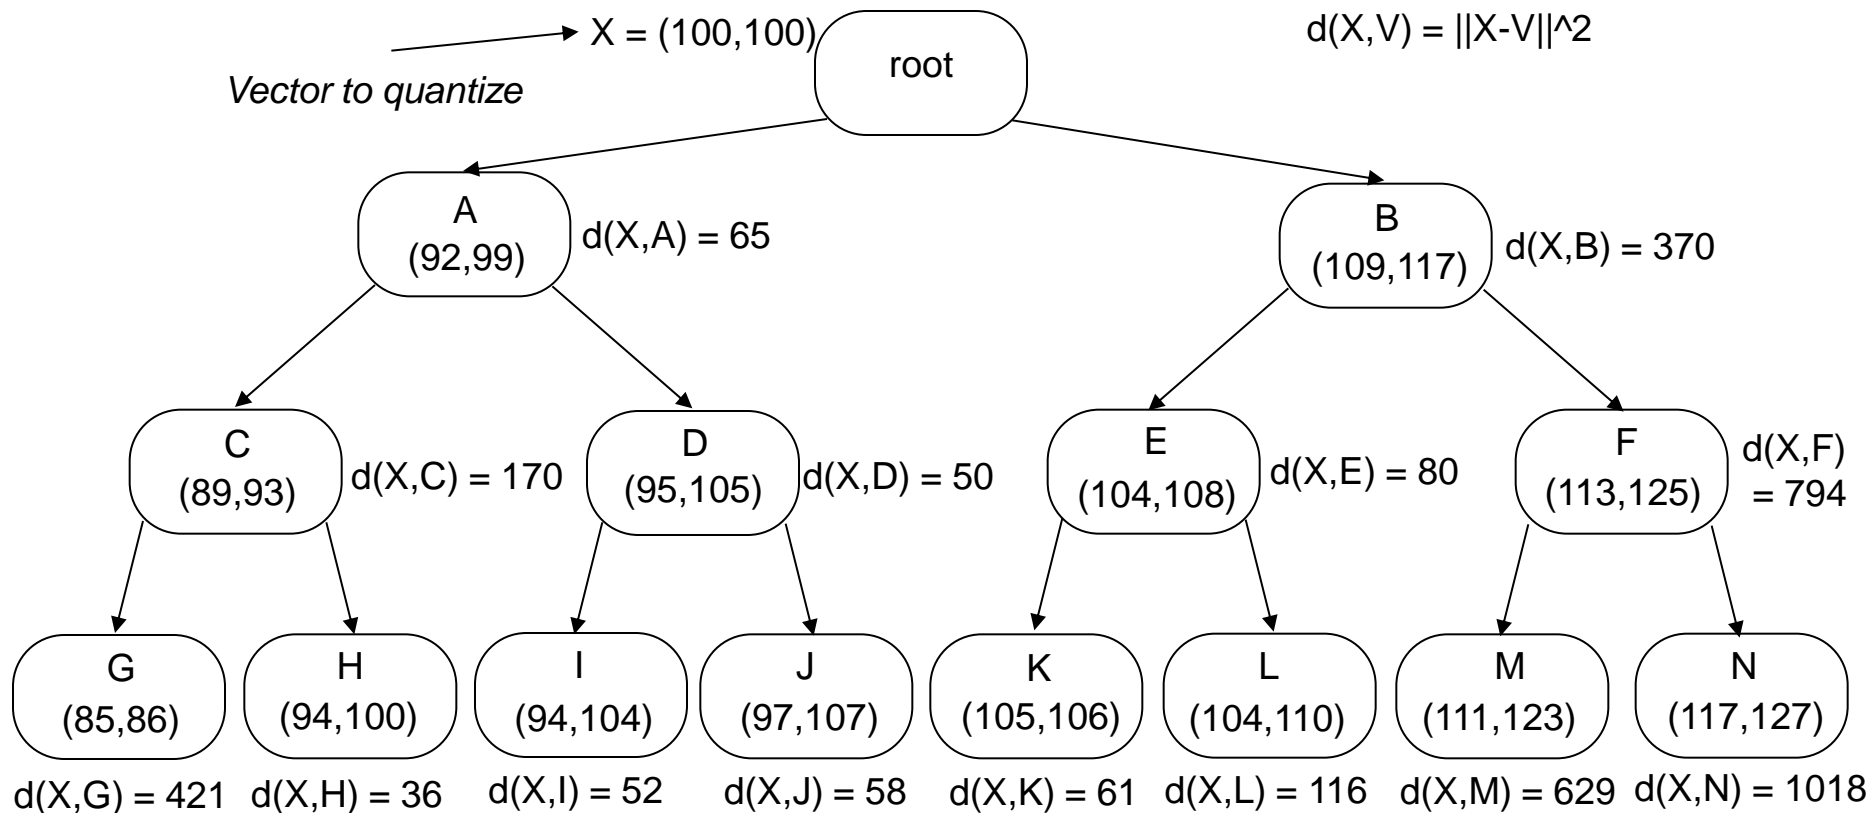 X = (100,100)
d(X,V) = ||X-V||^2
Vector to quantize
root
A
(92,99)
d(X,A) = 65
B
(109,117)
d(X,B) = 370
C
(89,93)
d(X,C) = 170
D
(95,105)
d(X,D) = 50
E
(104,108)
d(X,E) = 80
F
(113,125)
d(X,F)
= 794
G
(85,86)
H
(94,100)
I
(94,104)
J
(97,107)
K
(105,106)
L
(104,110)
M
(111,123)
N
(117,127)
d(X,G) = 421
d(X,H) = 36
d(X,I) = 52
d(X,J) = 58
d(X,K) = 61
d(X,L) = 116
d(X,M) = 629
d(X,N) = 1018